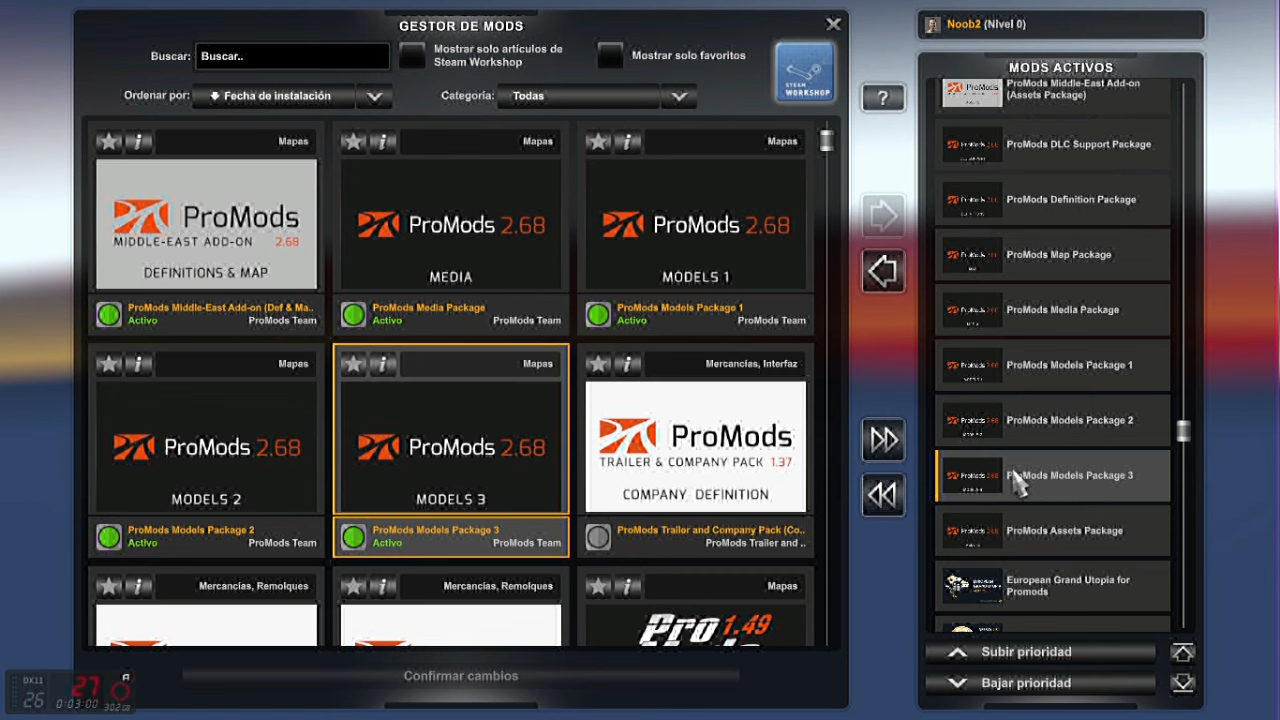 GESTOR DE MODS
Buscar:
Buscar..
Mostrar solo artículos de
Steam Workshop
Mostrar solo favoritos
STEAM
WORKSHOP
Ordenar por:
Fecha de instalación
Categoria:
Todas
Mapas
ProMods
MIDDLE-EAST ADD-ON 2.68
DEFINITIONS & MAP
ProMods Middle-East Add-on (Def & Ma..
Activo
ProMods Team
Mapas
ProMods 2.68
MEDIA
ProMods Media Package
Activo
ProMods Team
Mapas
ProMods 2.68
MODELS 1
ProMods Models Package 1
Activo
ProMods Team
Mapas
ProMods 2.68
MODELS 2
ProMods Models Package 2
Activo
ProMods Team
Mapas
ProMods 2.68
MODELS 3
ProMods Models Package 3
Activo
ProMods Team
Mercancías, Interfaz
ProMods
TRAILER & COMPANY PACK 1.37
COMPANY DEFINITION
ProMods Trailer and Company Pack (Co..
ProMods Trailer and ..
Mercancías, Remolques
Mercancías, Remolques
Mapas
Pro 1.49
Confirmar cambios
DX11
26
27
0:03:00
A
?
Noob2 (Nivel 0)
MODS ACTIVOS
ProMods Middle-East Add-on
(Assets Package)
ProMods DLC Support Package
ProMods Definition Package
ProMods Map Package
ProMods Media Package
ProMods Models Package 1
ProMods Models Package 2
ProMods Models Package 3
ProMods Assets Package
European Grand Utopia for
Promods
Subir prioridad
Bajar prioridad